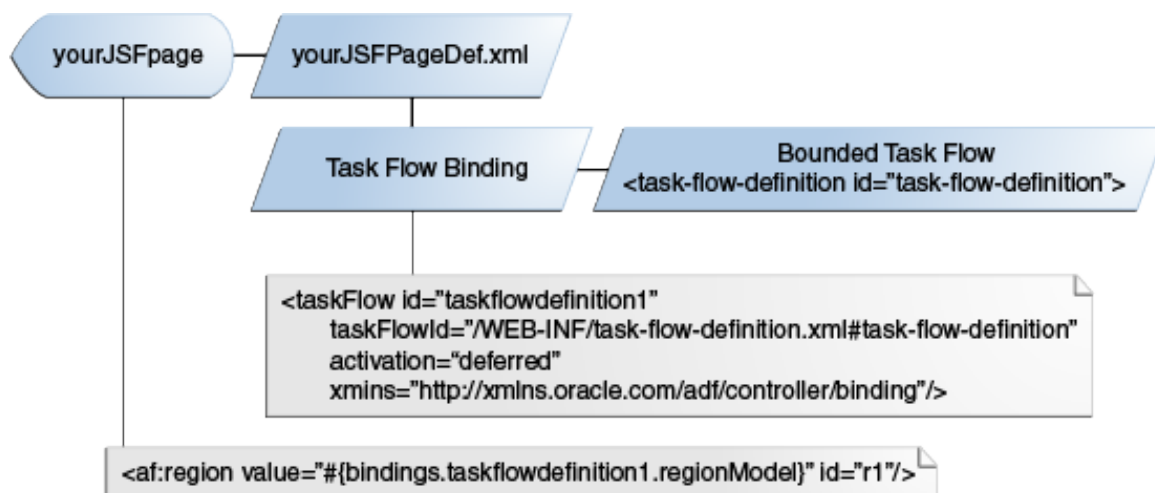 yourJSFpage
yourJSFPageDef.xml
Task Flow Binding
Bounded Task Flow
<task-flow-definition id="task-flow-definition”>
<taskFlow id=”taskflowdefinition1”
taskFlowId=”/WEB-INF/task-flow-definition.xml#task-flow-definition”
activation=“deferred”
xmins=”http://xmlns.oracle.com/adf/controller/binding”/>
<af:region value=”#{bindings.taskflowdefinition1.regionModel}” id=”r1”/>